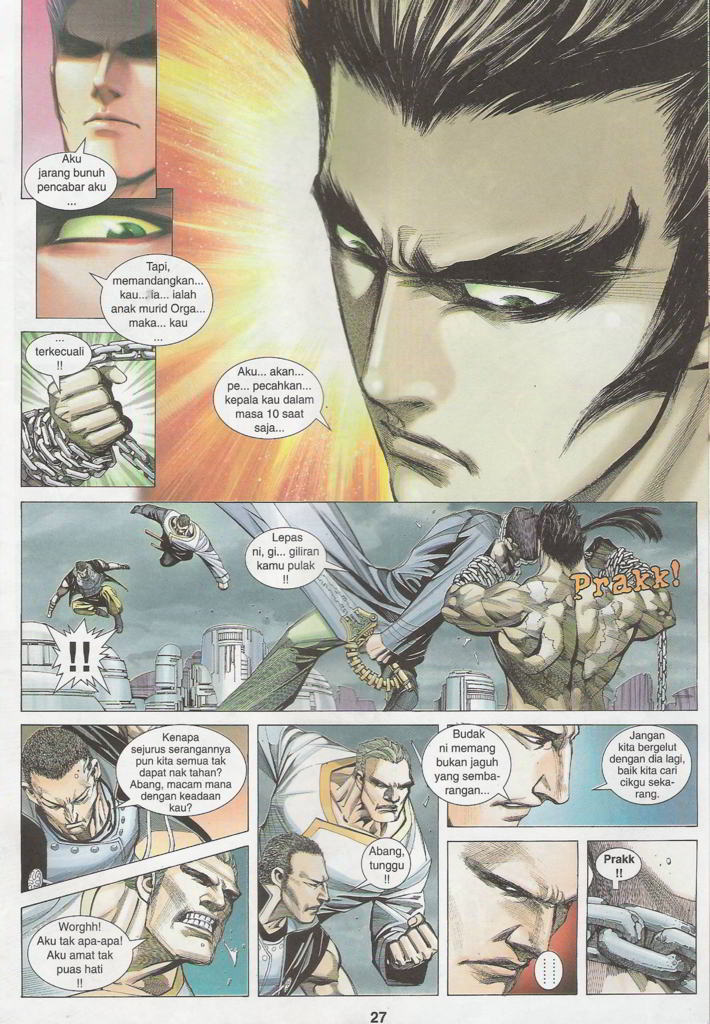 Aku
jarang bunuh
pencabar aku
...
Tapi,
memandangkan...
kau... ia... ialah
anak murid Orga...
maka... kau
...
...
terkecuali
!!
Aku... akan...
pe... pecahkan...
kepala kau dalam
masa 10 saat
saja...
Lepas
ni, gi... giliran
kamu pulak
!!
Prakk!
!!
Kenapa
sejurus serangannya
pun kita semua tak
dapat nak tahan?
Abang, macam mana
dengan keadaan
kau?
Worghh!
Aku tak apa-apa!
Aku amat tak
puas hati
!!
Abang,
tunggu
!!
Budak
ni memang
bukan jaguh
yang semba-
rangan...
Jangan
kita bergelut
dengan dia lagi,
baik kita cari
cikgu seka-
rang.
Prakk
!!
27